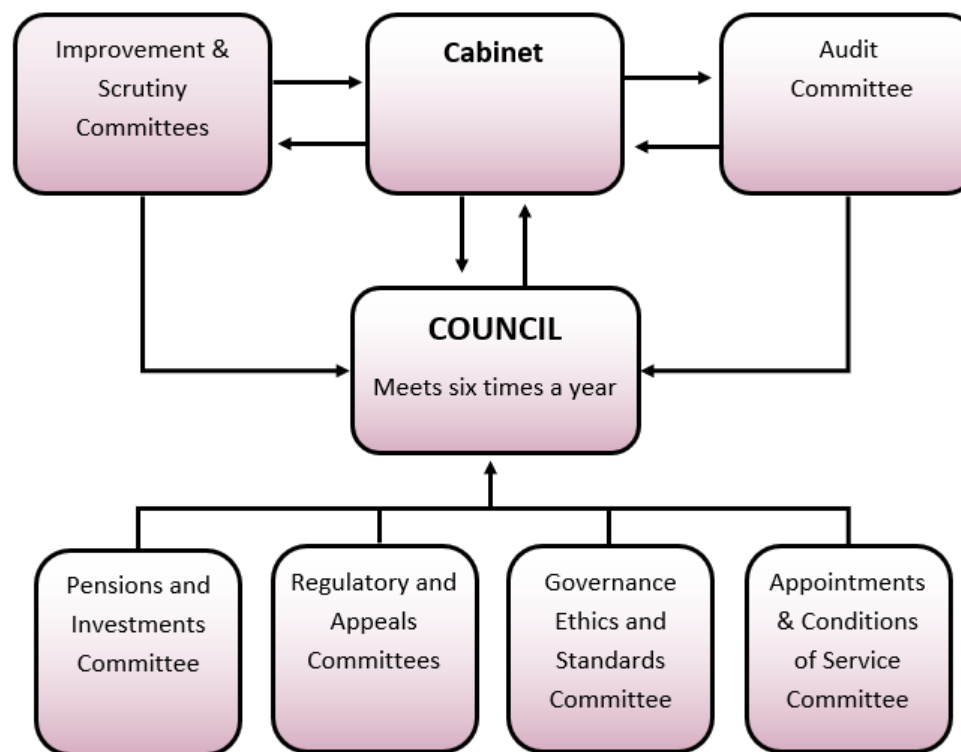 Improvement &
Scrutiny
Committees
Cabinet
Audit
Committee
COUNCIL
Meets six times a year
Pensions and
Investments
Committee
Regulatory and
Appeals
Committees
Governance
Ethics and
Standards
Committee
Appointments
& Conditions
of Service
Committee